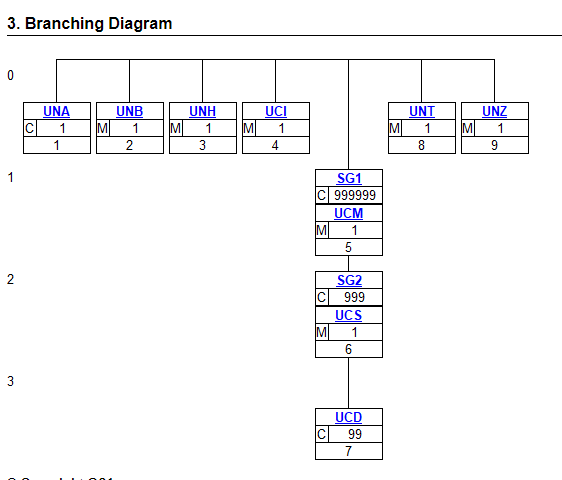 3. Branching Diagram
0
UNA UNB UNH UCI UNT UNZ
C 1 M 1 M 1 M 1 M 1 M 1
1 2 3 4 8 9
1
SG1
C 999999
UCM
M 1
5
2
SG2
C 999
UCS
M 1
6
3
UCD
C 99
7